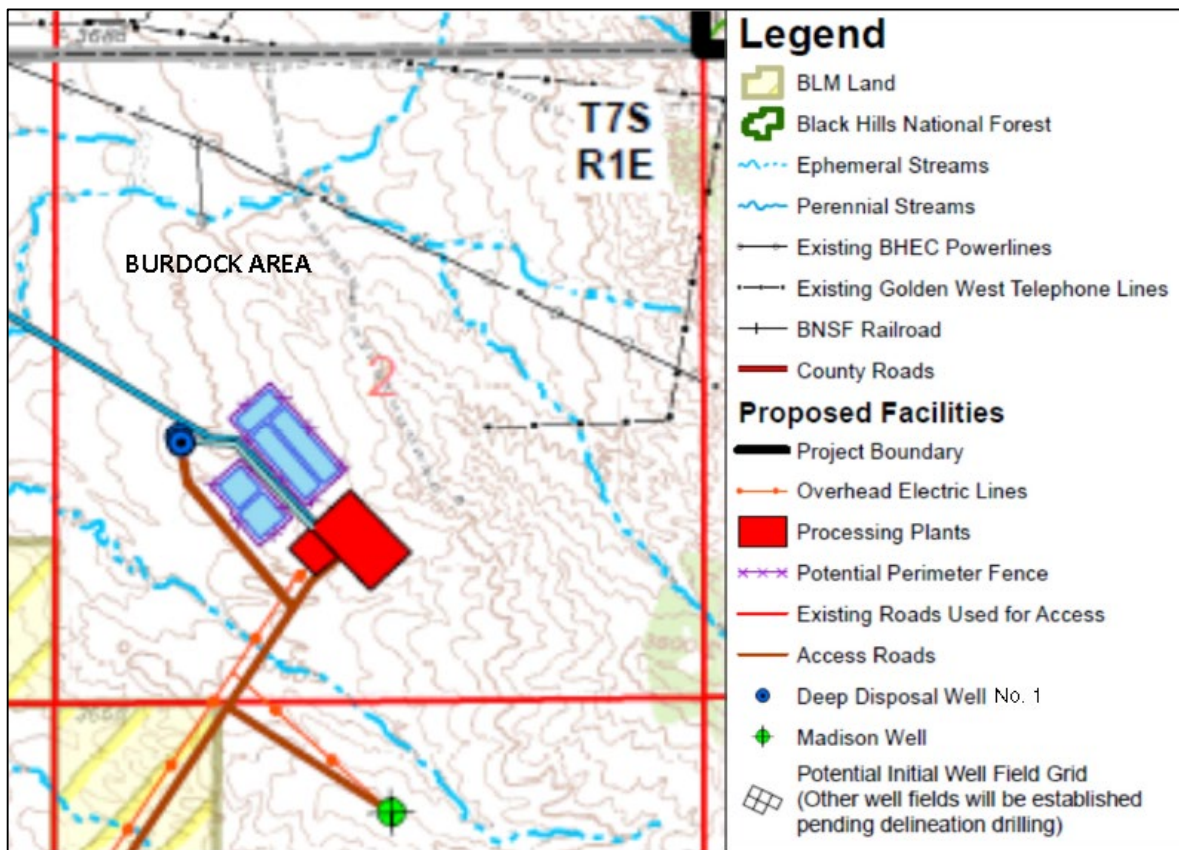 3688
T7S
R1E
BURDOCK AREA
2
3668
Legend
BLM Land
Black Hills National Forest
Ephemeral Streams
Perennial Streams
Existing BHEC Powerlines
Existing Golden West Telephone Lines
BNSF Railroad
County Roads
Proposed Facilities
Project Boundary
Overhead Electric Lines
Processing Plants
Potential Perimeter Fence
Existing Roads Used for Access
Access Roads
Deep Disposal Well No. 1
Madison Well
Potential Initial Well Field Grid
(Other well fields will be established
pending delineation drilling)